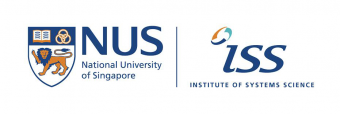 NUS
National University
of Singapore
iss
INSTITUTE OF SYSTEMS SCIENCE